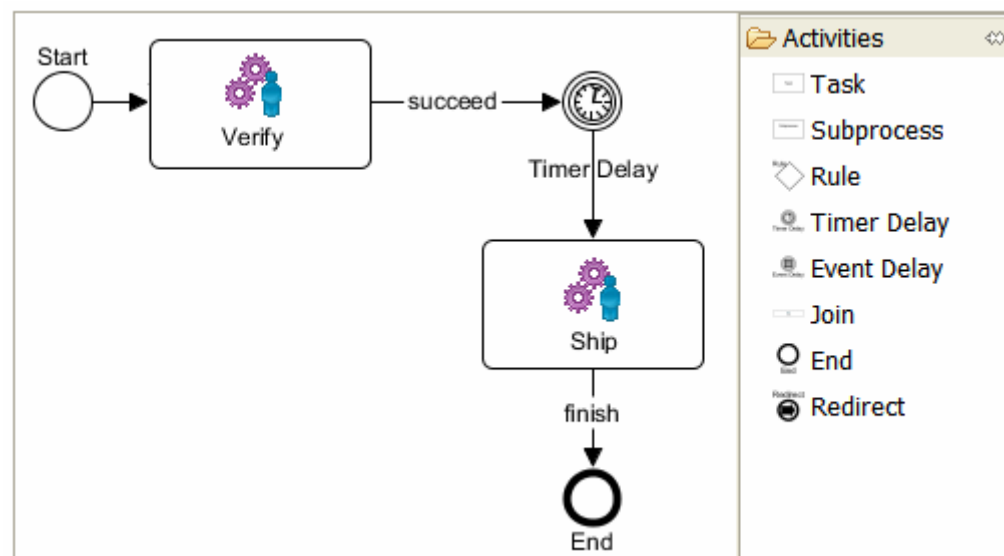 Start
Verify
succeed
Timer Delay
Ship
finish
End
Activities
Task
Subprocess
Rule
Timer Delay
Event Delay
Join
End
Redirect